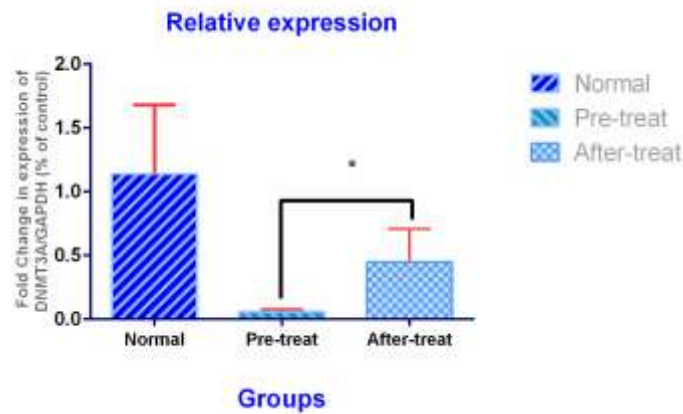 Relative expression
Fold Change in expression of
DNMT3A/GAPDH (% of control)
2.0
1.5
1.0
0.5
0.0
*
Normal
Pre-treat
After-treat
Normal Pre-treat After-treat
Groups